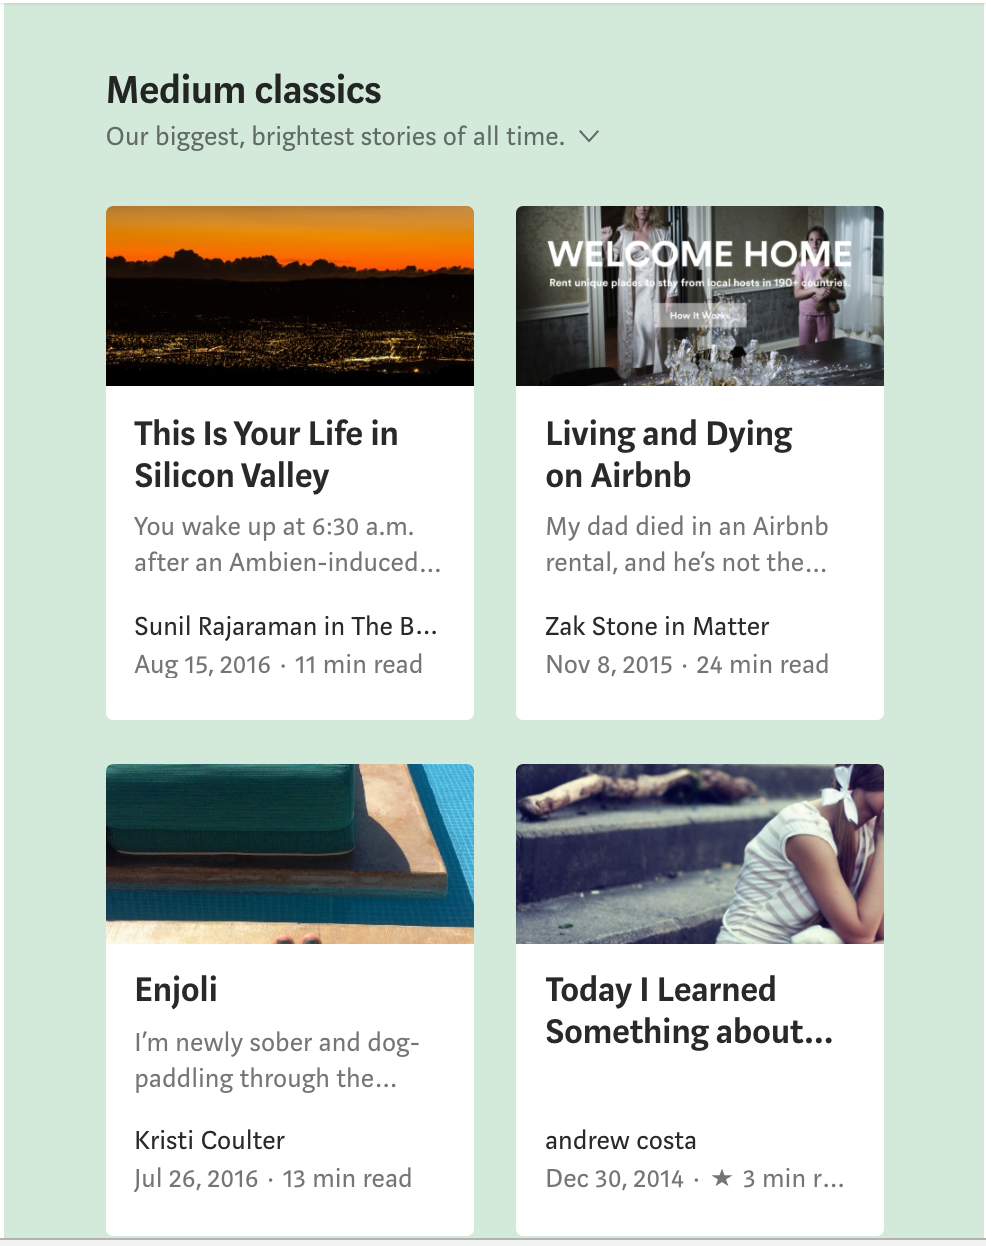 Medium classics
Our biggest, brightest stories of all time.
WELCOME HOME
Rent unique places to stay from local hosts in 190+ countries.
How It Works
This Is Your Life in
Silicon Valley
You wake up at 6:30 a.m.
after an Ambien-induced…
Sunil Rajaraman in The B…
Aug 15, 2016 · 11 min read
Living and Dying
on Airbnb
My dad died in an Airbnb
rental, and he’s not the…
Zak Stone in Matter
Nov 8, 2015 · 24 min read
Enjoli
I’m newly sober and dog-
paddling through the…
Kristi Coulter
Jul 26, 2016 · 13 min read
Today I Learned
Something about…
andrew costa
Dec 30, 2014 · ★ 3 min r…